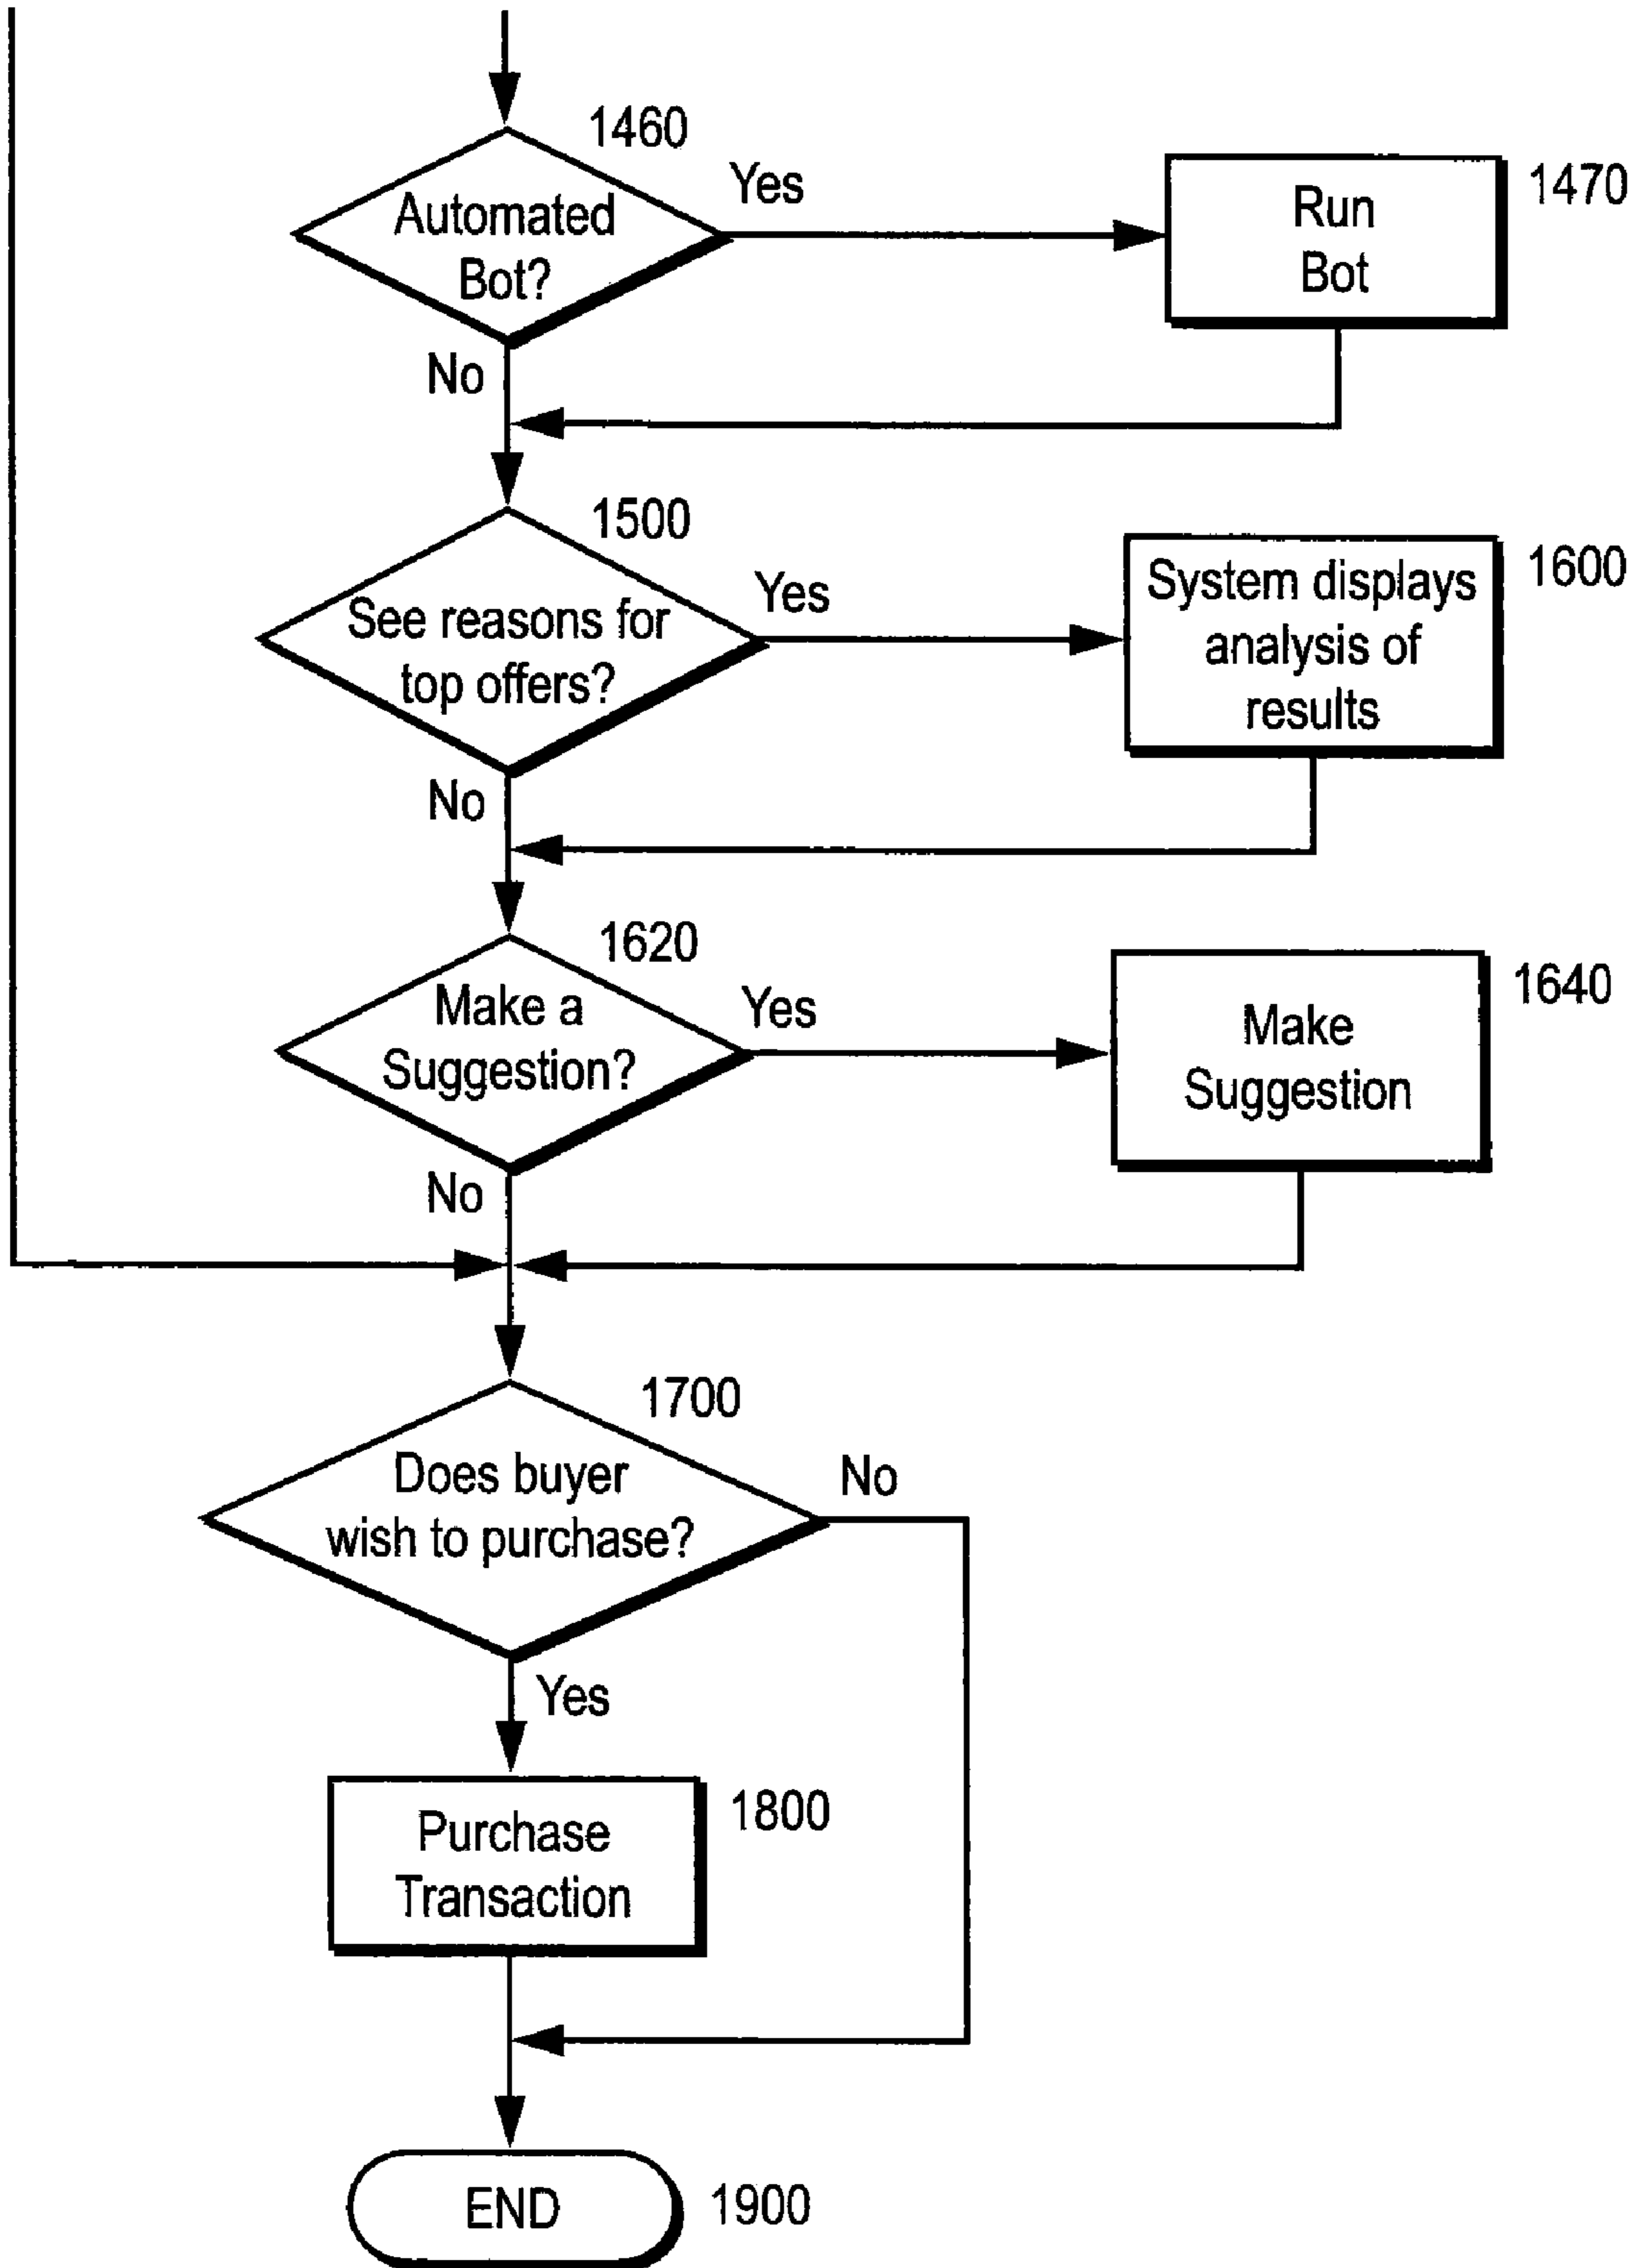 1460
Automated
Bot?
Yes
Run
Bot
1470
No
1500
See reasons for
top offers?
Yes
System displays
analysis of
results
1600
No
1620
Make a
Suggestion?
Yes
Make
Suggestion
1640
No
1700
Does buyer
wish to purchase?
No
Yes
Purchase
Transaction
1800
END
1900